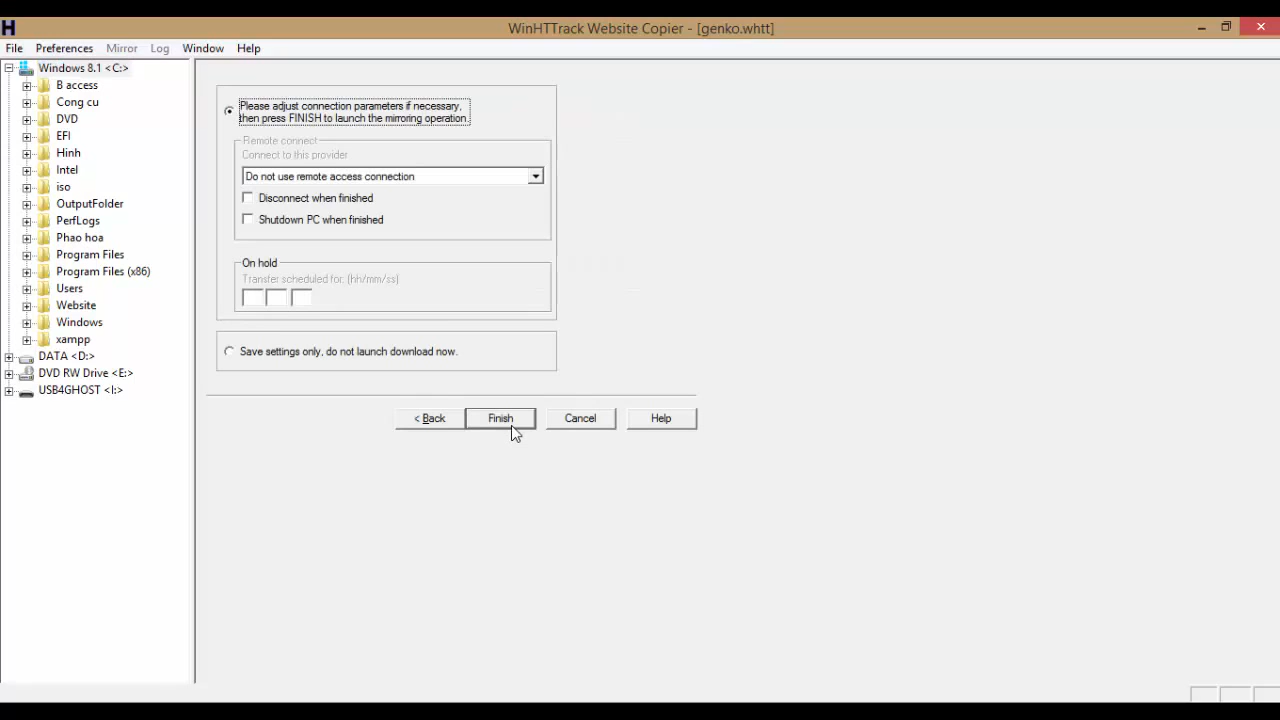 H
WinHTTrack Website Copier - [genko.whtt]
File Preferences Mirror Log Window Help
Windows 8.1 <C:>
B access
Cong cu
DVD
EFI
Hinh
Intel
iso
OutputFolder
PerfLogs
Phao hoa
Program Files
Program Files (x86)
Users
Website
Windows
xampp
DATA <D:>
DVD RW Drive <E:>
USB4GHOST <I:>
Please adjust connection parameters if necessary,
then press FINISH to launch the mirroring operation.
Remote connect
Connect to this provider
Do not use remote access connection
Disconnect when finished
Shutdown PC when finished
On hold
Transfer scheduled for: (hh/mm/ss)
Save settings only, do not launch download now.
< Back Finish Cancel Help